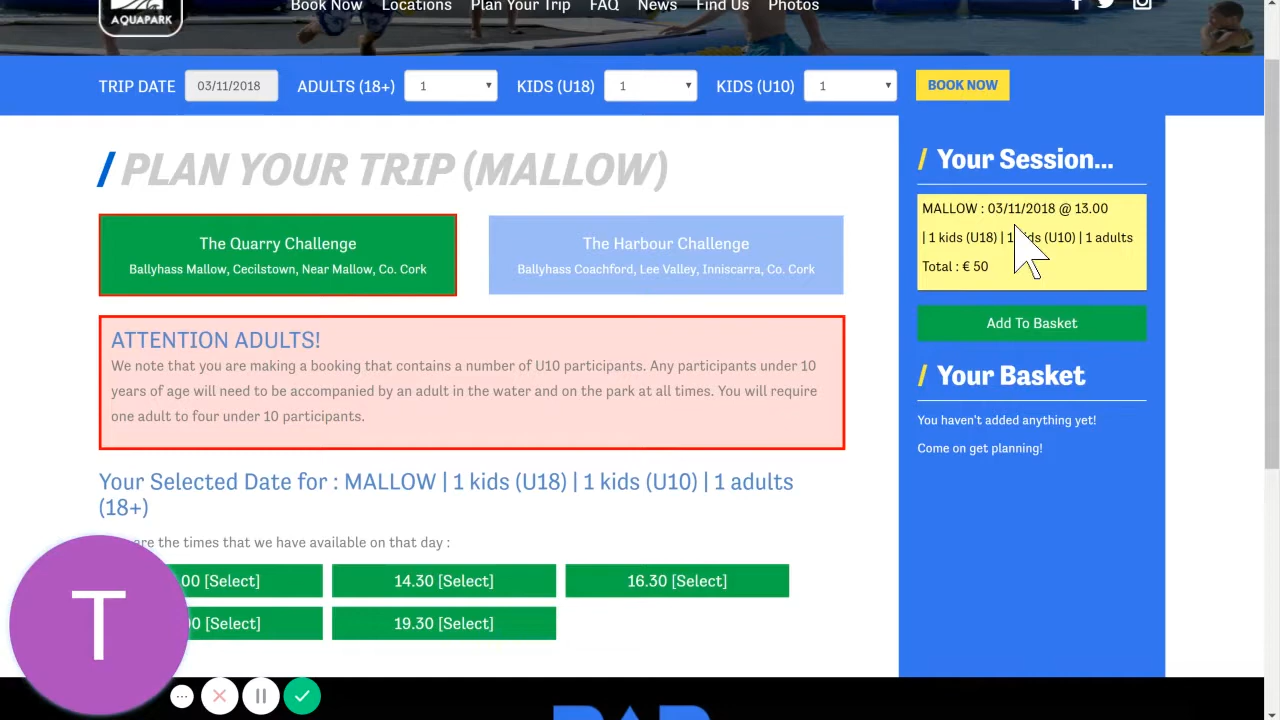 Book Now Locations Plan Your Trip FAQ News Find Us Photos
AQUAPARK
TRIP DATE 03/11/2018 ADULTS (18+) 1 KIDS (U18) 1 KIDS (U10) 1 BOOK NOW
/ PLAN YOUR TRIP (MALLOW)
The Quarry Challenge
Ballyhass Mallow, Cecilstown, Near Mallow, Co. Cork
The Harbour Challenge
Ballyhass Coachford, Lee Valley, Inniscarra, Co. Cork
ATTENTION ADULTS!
We note that you are making a booking that contains a number of U10 participants. Any participants under 10
years of age will need to be accompanied by an adult in the water and on the park at all times. You will require
one adult to four under 10 participants.
Your Selected Date for : MALLOW | 1 kids (U18) | 1 kids (U10) | 1 adults
(18+)
are the times that we have available on that day :
00 [Select] 14.30 [Select] 16.30 [Select]
[Select] 19.30 [Select]
T
/ Your Session...
MALLOW : 03/11/2018 @ 13.00
| 1 kids (U18) | 1 kids (U10) | 1 adults
Total : € 50
Add To Basket
/ Your Basket
You haven't added anything yet!
Come on get planning!